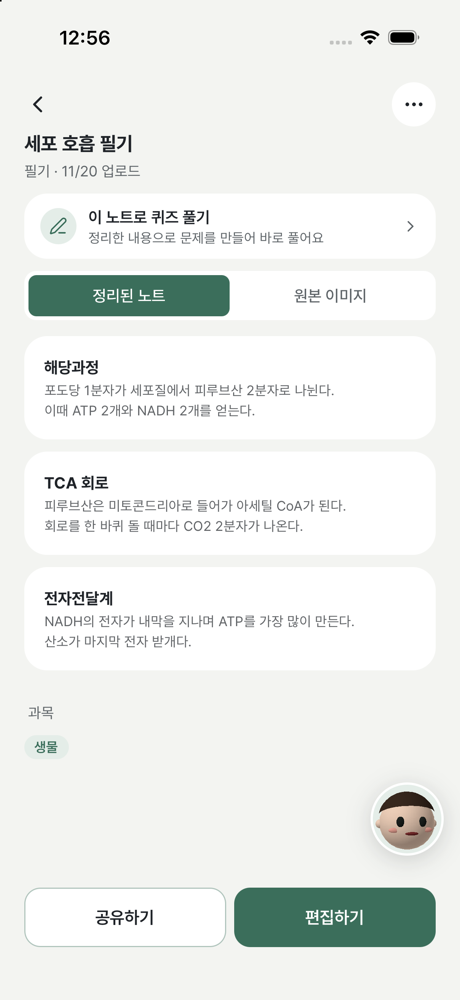 12:56
세포 호흡 필기
필기 · 11/20 업로드
이 노트로 퀴즈 풀기
정리한 내용으로 문제를 만들어 바로 풀어요
정리된 노트
원본 이미지
해당과정
포도당 1분자가 세포질에서 피루브산 2분자로 나뉜다.
이때 ATP 2개와 NADH 2개를 얻는다.
TCA 회로
피루브산은 미토콘드리아로 들어가 아세틸 CoA가 된다.
회로를 한 바퀴 돌 때마다 CO2 2분자가 나온다.
전자전달계
NADH의 전자가 내막을 지나며 ATP를 가장 많이 만든다.
산소가 마지막 전자 받개다.
과목
생물
공유하기
편집하기